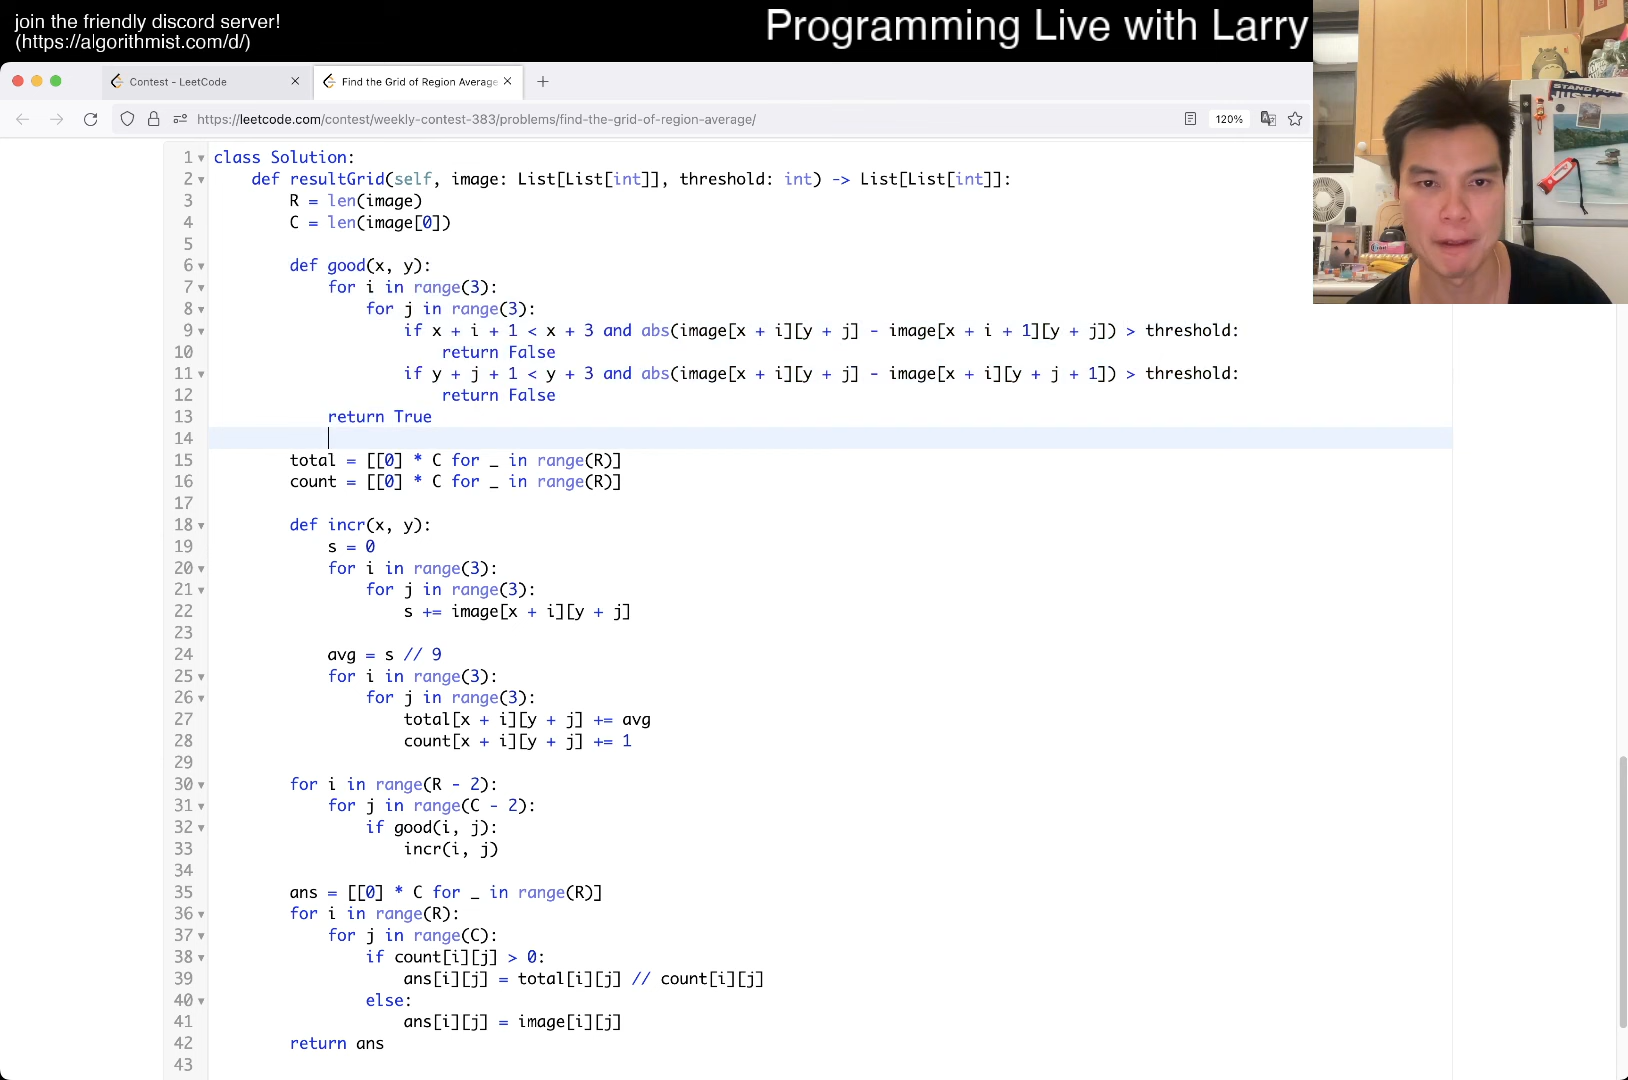 join the friendly discord server!
(https://algorithmist.com/d/)
Programming Live with Larry
Contest - LeetCode
Find the Grid of Region Average
https://leetcode.com/contest/weekly-contest-383/problems/find-the-grid-of-region-average/
120%
1 class Solution:
2 def resultGrid(self, image: List[List[int]], threshold: int) -> List[List[int]]:
3 R = len(image)
4 C = len(image[0])
5
6 def good(x, y):
7 for i in range(3):
8 for j in range(3):
9 if x + i + 1 < x + 3 and abs(image[x + i][y + j] - image[x + i + 1][y + j]) > threshold:
10 return False
11 if y + j + 1 < y + 3 and abs(image[x + i][y + j] - image[x + i][y + j + 1]) > threshold:
12 return False
13 return True
14
15 total = [[0] * C for _ in range(R)]
16 count = [[0] * C for _ in range(R)]
17
18 def incr(x, y):
19 s = 0
20 for i in range(3):
21 for j in range(3):
22 s += image[x + i][y + j]
23
24 avg = s // 9
25 for i in range(3):
26 for j in range(3):
27 total[x + i][y + j] += avg
28 count[x + i][y + j] += 1
29
30 for i in range(R - 2):
31 for j in range(C - 2):
32 if good(i, j):
33 incr(i, j)
34
35 ans = [[0] * C for _ in range(R)]
36 for i in range(R):
37 for j in range(C):
38 if count[i][j] > 0:
39 ans[i][j] = total[i][j] // count[i][j]
40 else:
41 ans[i][j] = image[i][j]
42 return ans
43